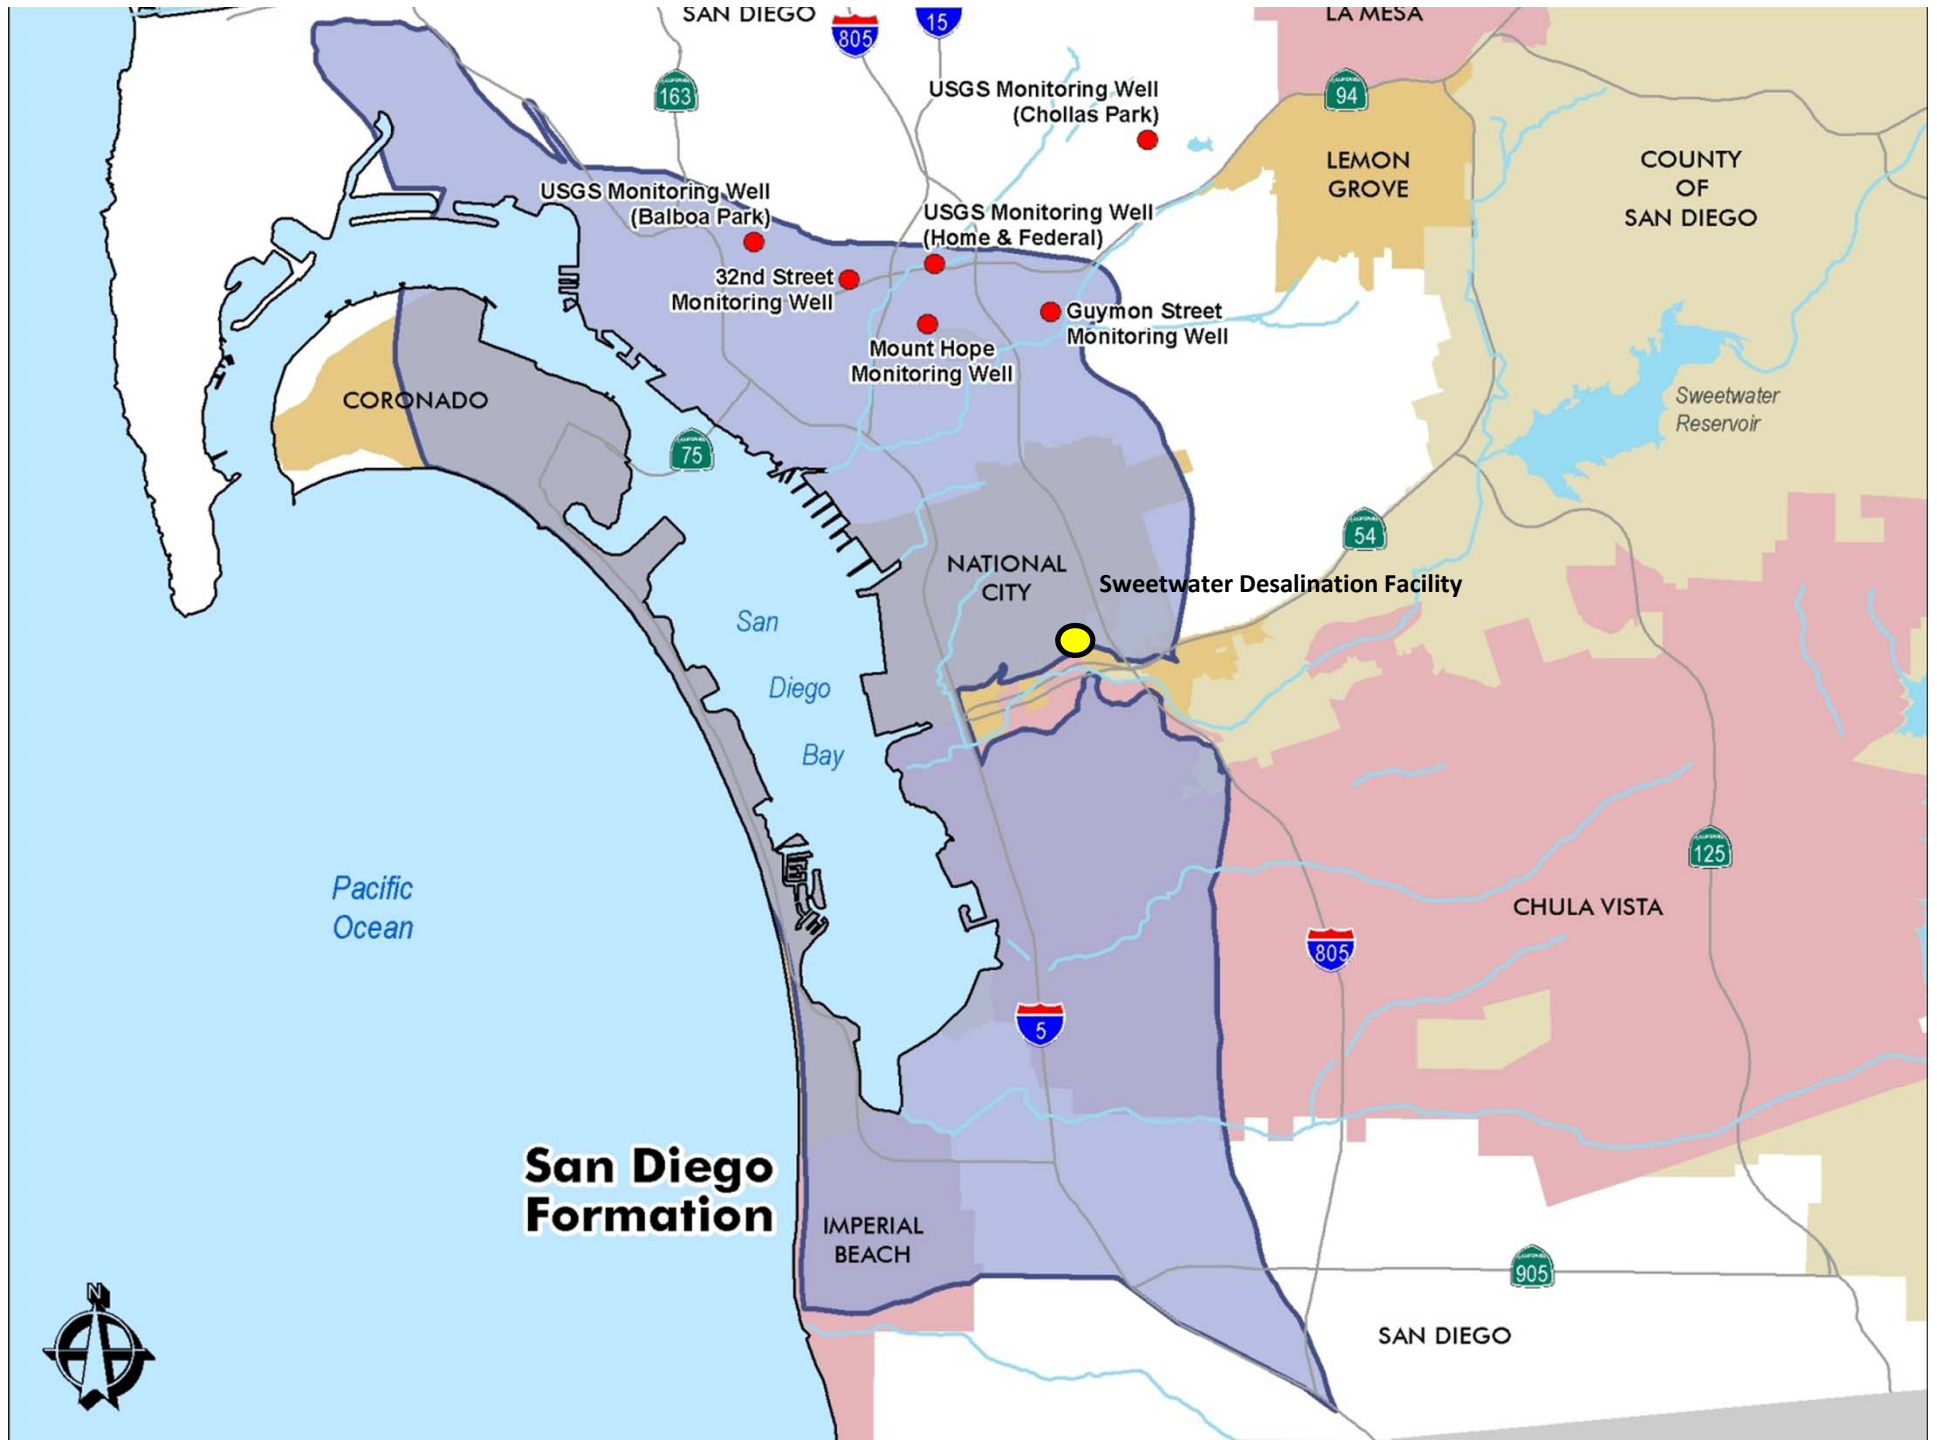 SAN DIEGO
805
15
LA MESA
163
USGS Monitoring Well
(Chollas Park)
94
LEMON
GROVE
COUNTY
OF
SAN DIEGO
USGS Monitoring Well
(Balboa Park)
USGS Monitoring Well
(Home & Federal)
32nd Street
Monitoring Well
Guymon Street
Monitoring Well
Mount Hope
Monitoring Well
CORONADO
75
Sweetwater
Reservoir
54
NATIONAL
CITY
Sweetwater Desalination Facility
San
Diego
Bay
125
Pacific
Ocean
CHULA VISTA
805
5
San Diego
Formation
IMPERIAL
BEACH
905
N
SAN DIEGO